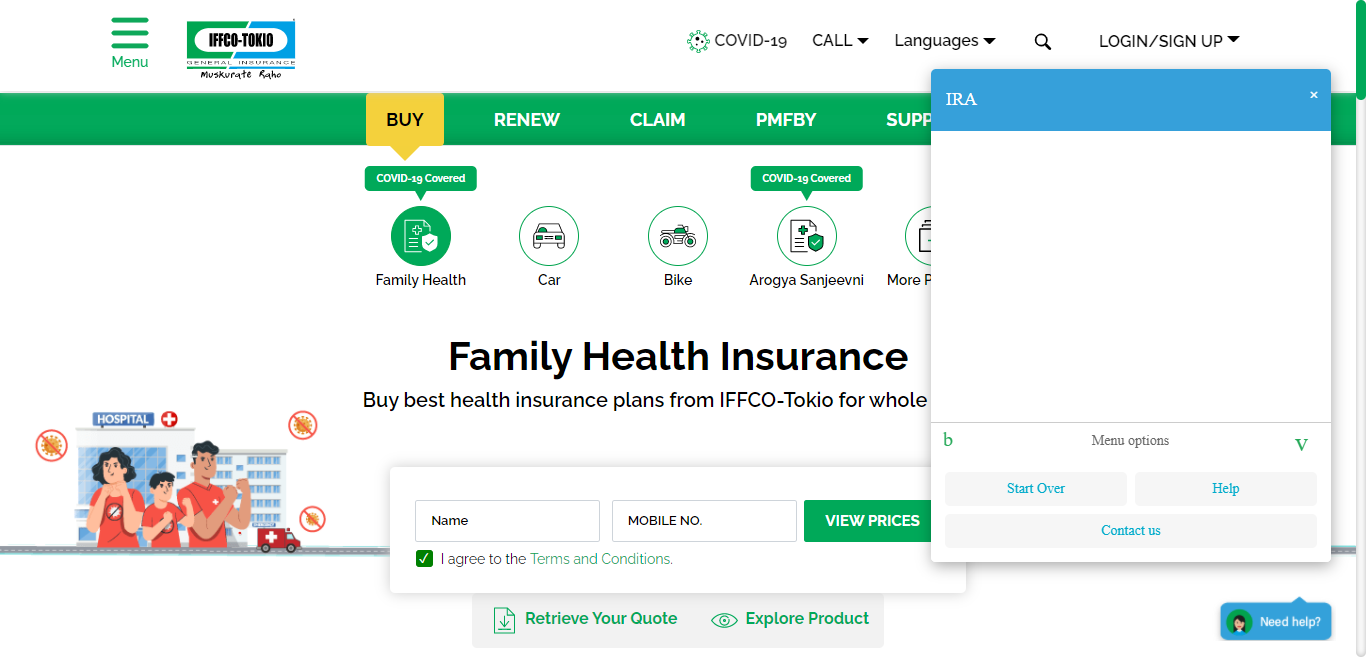 Menu
IFFCO-TOKIO
GENERAL INSURANCE
Muskurate Raho
COVID-19
CALL
Languages
LOGIN/SIGN UP
BUY
RENEW
CLAIM
PMFBY
SUPP
COVID-19 Covered
COVID-19 Covered
Family Health
Car
Bike
Arogya Sanjeevni
More P
Family Health Insurance
Buy best health insurance plans from IFFCO-Tokio for whole
HOSPITAL
Name
MOBILE NO.
VIEW PRICES
I agree to the Terms and Conditions.
Retrieve Your Quote
Explore Product
IRA
×
b
Menu options
v
Start Over
Help
Contact us
Need help?